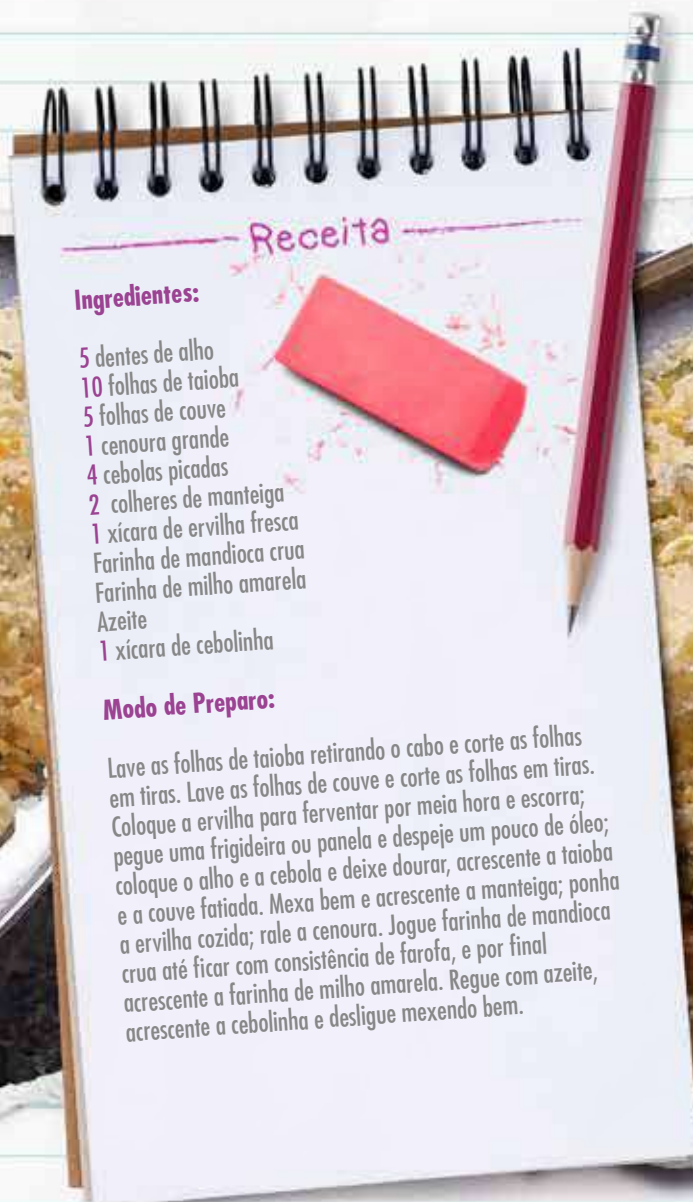 Receita
Ingredientes:
5 dentes de alho
10 folhas de taioba
5 folhas de couve
1 cenoura grande
4 cebolas picadas
2 colheres de manteiga
1 xícara de ervilha fresca
Farinha de mandioca crua
Farinha de milho amarela
Azeite
1 xícara de cebolinha
Modo de Preparo:
Lave as folhas de taioba retirando o cabo e corte as folhas
em tiras. Lave as folhas de couve e corte as folhas em tiras.
Coloque a ervilha para ferventar por meia hora e escorra;
pegue uma frigideira ou panela e despeje um pouco de óleo;
coloque o alho e a cebola e deixe dourar, acrescente a taioba
e a couve fatiada. Mexa bem e acrescente a manteiga; ponha
a ervilha cozida; rale a cenoura. Jogue farinha de mandioca
crua até ficar com consistência de farofa, e por final
acrescente a farinha de milho amarela. Regue com azeite,
acrescente a cebolinha e desligue mexendo bem.